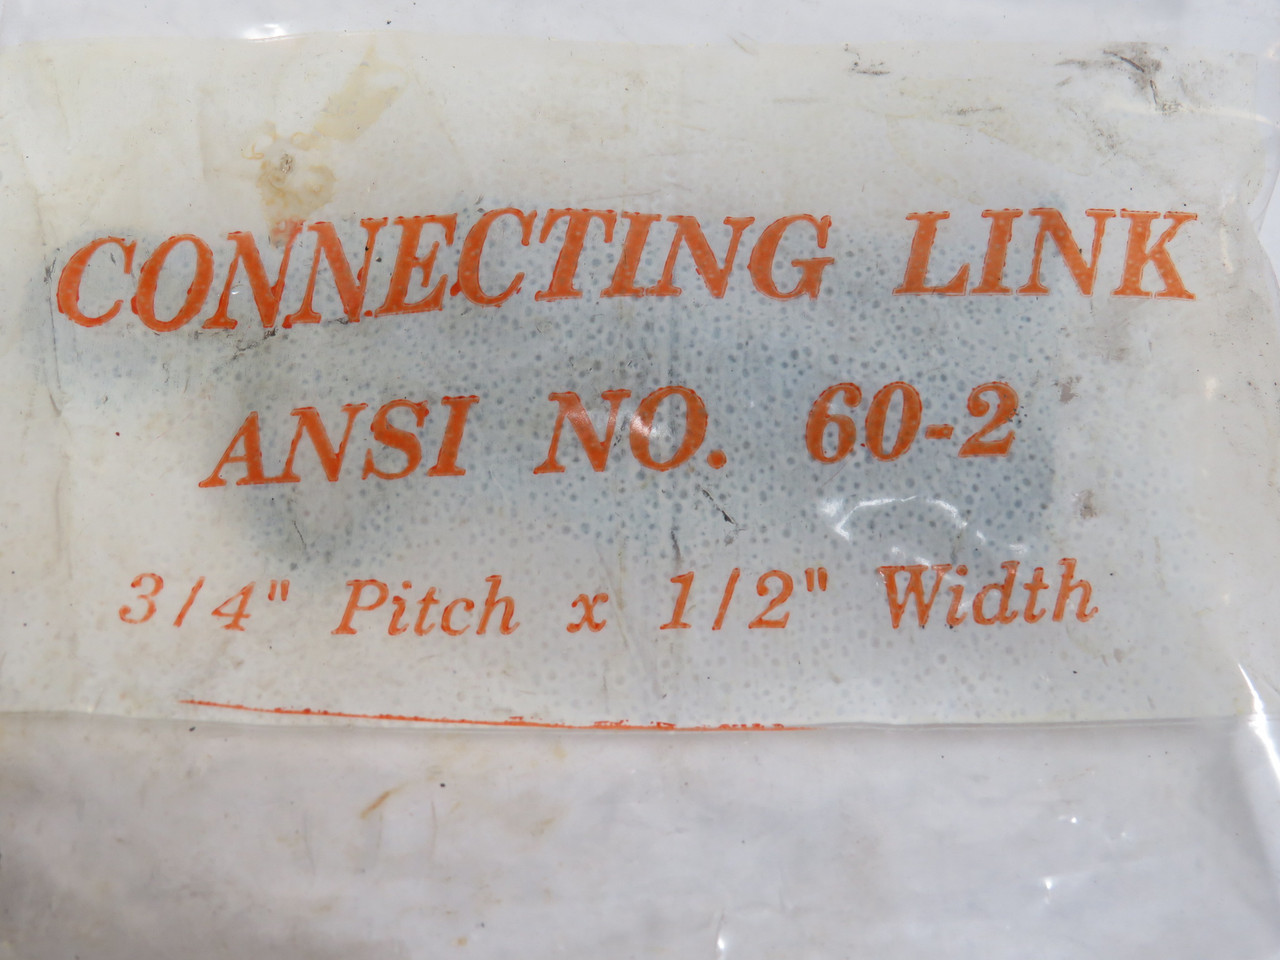 CONNECTING LINK
ANSI NO. 60-2
3/4" Pitch x 1/2" Width